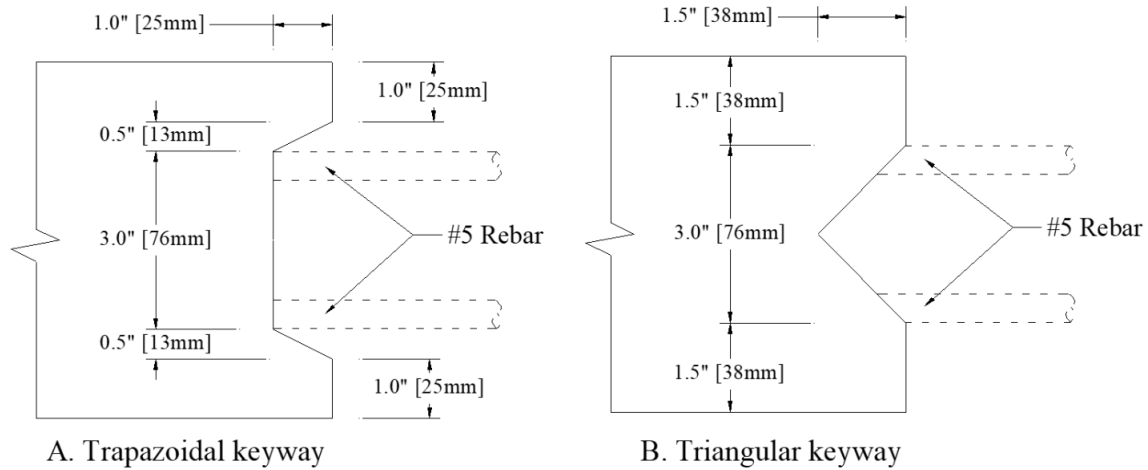 1.0" [25mm]
1.0" [25mm]
0.5" [13mm]
3.0" [76mm]
#5 Rebar
0.5" [13mm]
1.0" [25mm]
A. Trapazoidal keyway
1.5" [38mm]
1.5" [38mm]
3.0" [76mm]
#5 Rebar
1.5" [38mm]
B. Triangular keyway